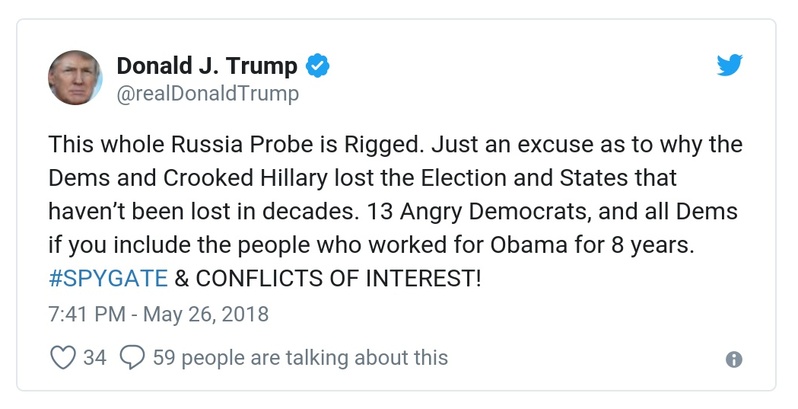 Donald J. Trump
@realDonaldTrump
This whole Russia Probe is Rigged. Just an excuse as to why the
Dems and Crooked Hillary lost the Election and States that
haven’t been lost in decades. 13 Angry Democrats, and all Dems
if you include the people who worked for Obama for 8 years.
#SPYGATE & CONFLICTS OF INTEREST!
7:41 PM - May 26, 2018
34 59 people are talking about this